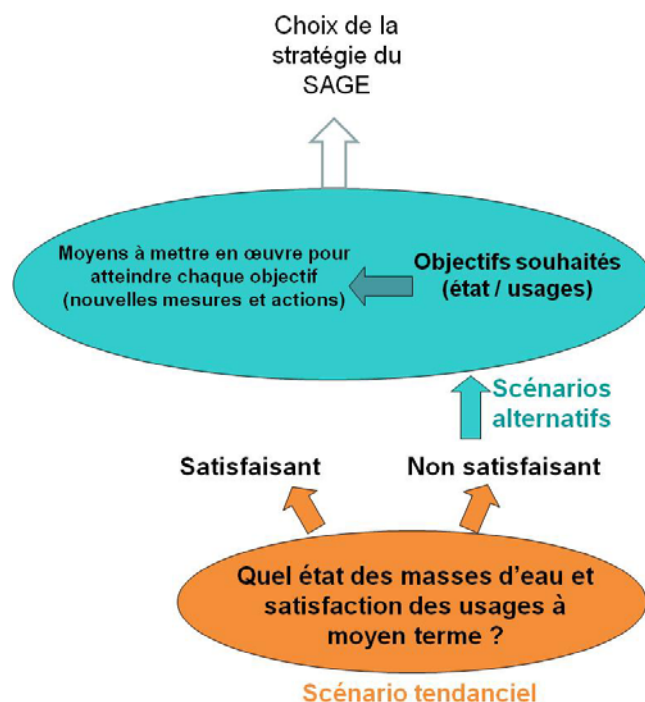 Choix de la
stratégie du
SAGE
Moyens à mettre en œuvre pour
atteindre chaque objectif
(nouvelles mesures et actions)
Objectifs souhaités
(état / usages)
Scénarios
alternatifs
Satisfaisant
Non satisfaisant
Quel état des masses d'eau et
satisfaction des usages à
moyen terme ?
Scénario tendanciel